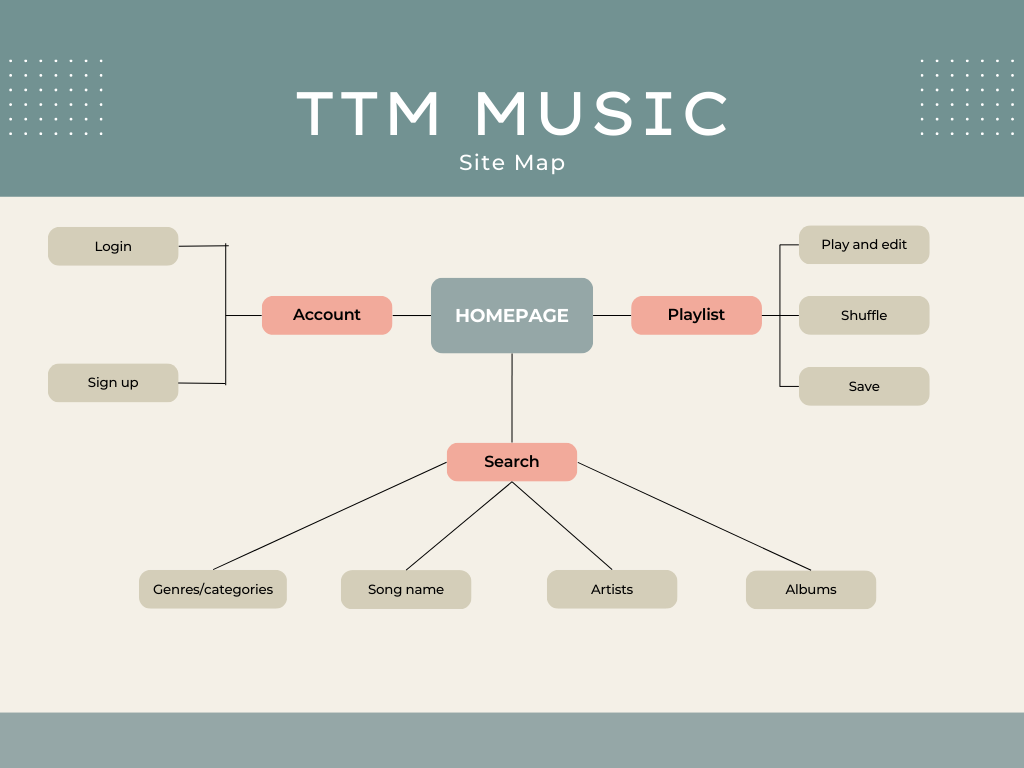 TTM MUSIC
Site Map
Login
Sign up
Account
HOMEPAGE
Playlist
Play and edit
Shuffle
Save
Search
Genres/categories
Song name
Artists
Albums